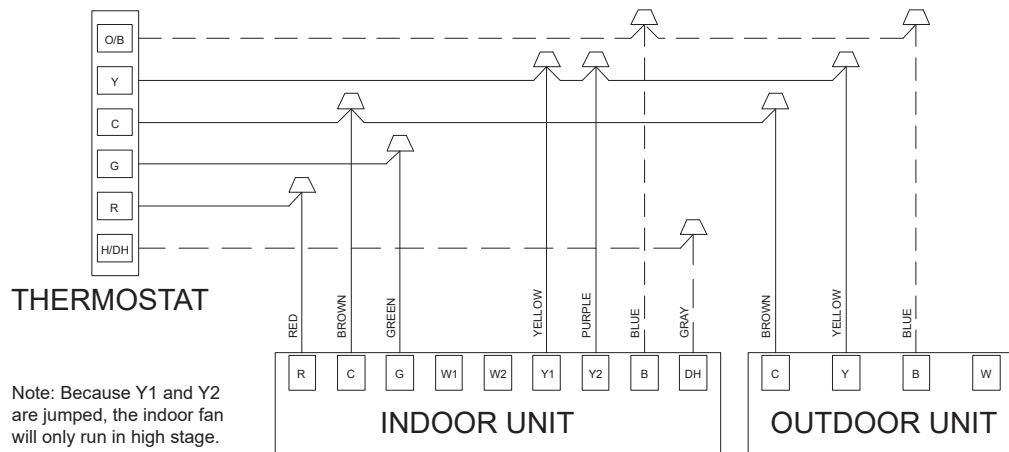 O/B
Y
C
G
R
H/DH
THERMOSTAT
RED
BROWN
GREEN
YELLOW
PURPLE
BLUE
GRAY
BROWN
YELLOW
BLUE
R
C
G
W1
W2
Y1
Y2
B
DH
C
Y
B
W
INDOOR UNIT
OUTDOOR UNIT
Note: Because Y1 and Y2
are jumped, the indoor fan
will only run in high stage.